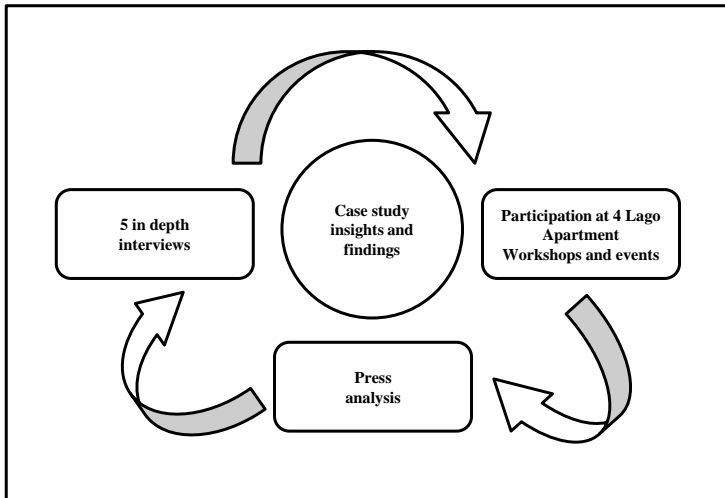 Case study
insights and
findings
5 in depth
interviews
Participation at 4 Lago
Apartment
Workshops and events
Press
analysis